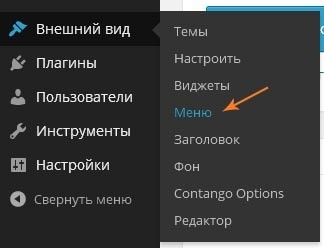 Внешний вид
Плагины
Пользователи
Инструменты
Настройки
Свернуть меню
Темы
Настроить
Виджеты
Меню
Заголовок
Фон
Contango Options
Редактор